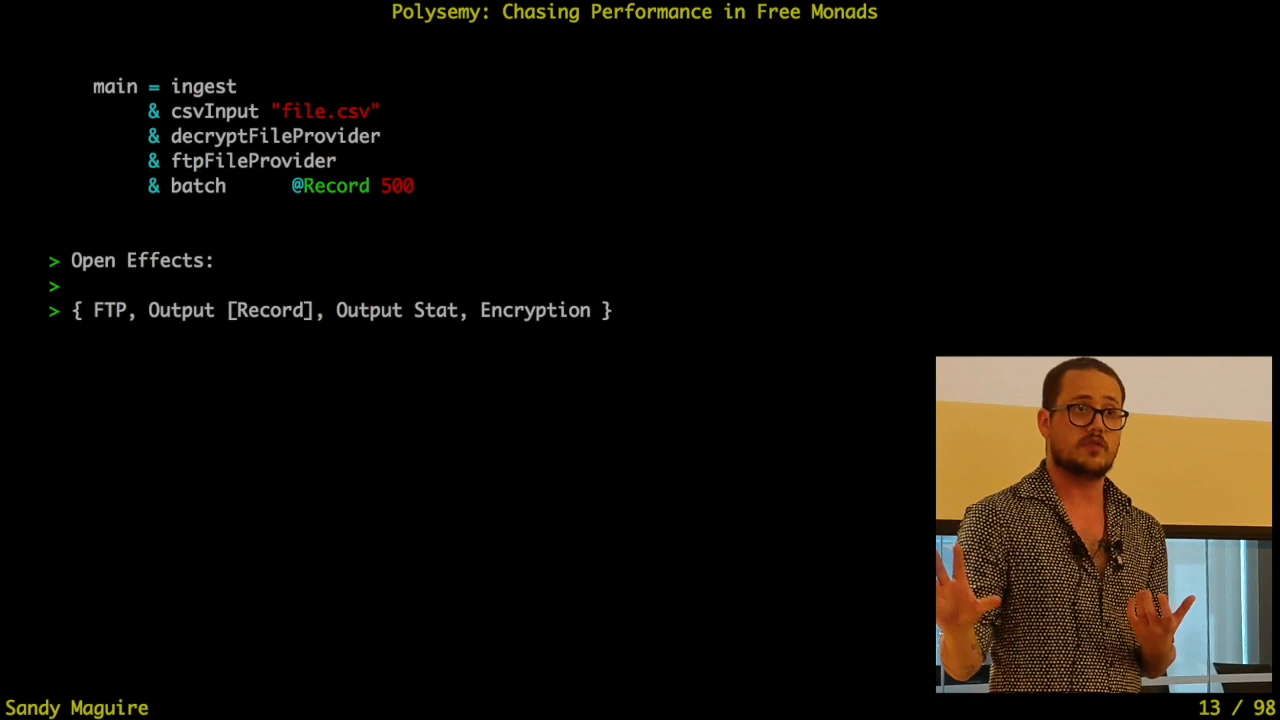 Polysemy: Chasing Performance in Free Monads
main = ingest
& csvInput "file.csv"
& decryptFileProvider
& ftpFileProvider
& batch @Record 500
> Open Effects:
>
> { FTP, Output [Record], Output Stat, Encryption }
Sandy Maguire
13 / 98